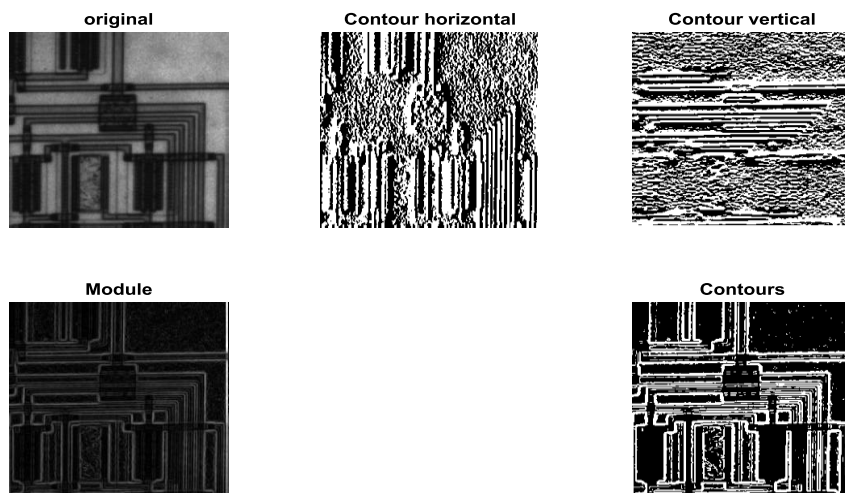 original
Contour horizontal
Contour vertical
Module
Contours